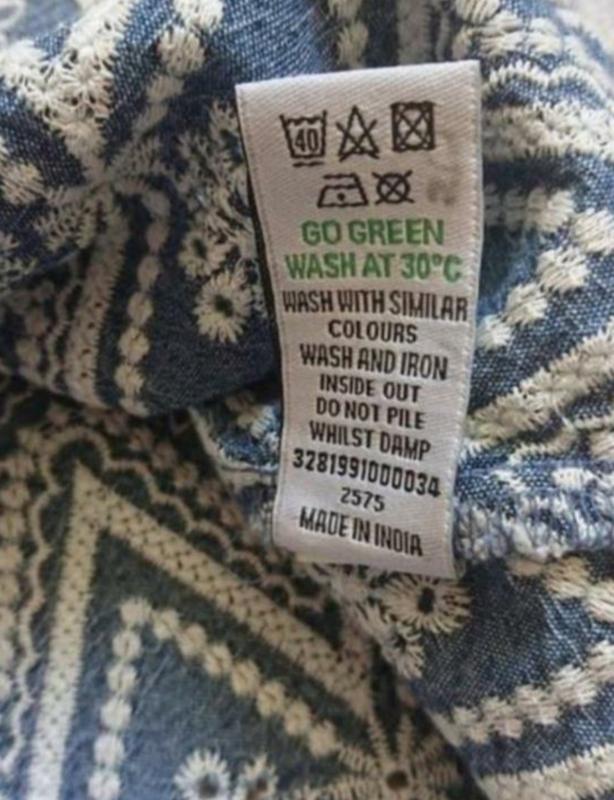 40
GO GREEN
WASH AT 30°C
WASH WITH SIMILAR
COLOURS
WASH AND IRON
INSIDE OUT
DO NOT PILE
WHILST DAMP
3281991000034
2575
MADE IN INDIA